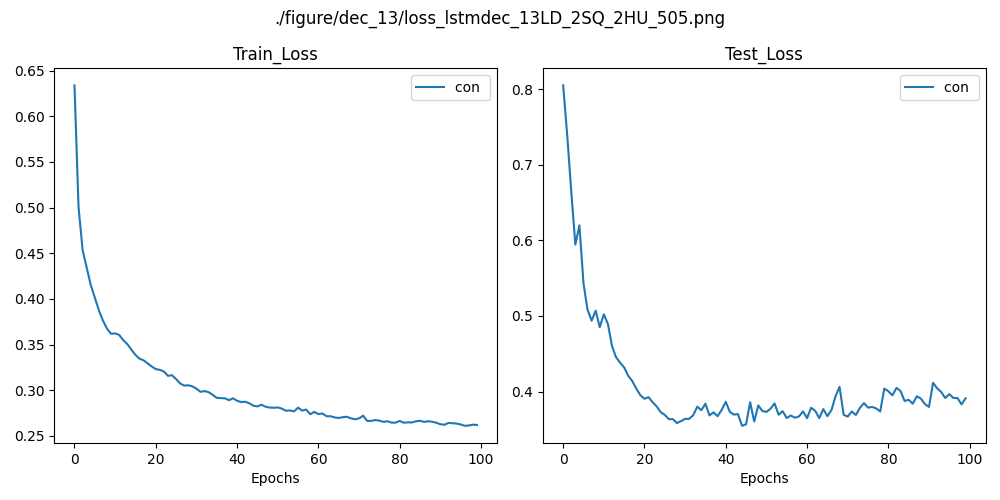 ./figure/dec_13/loss_lstmdec_13LD_2SQ_2HU_505.png
Train_Loss
0.65
0.60
0.55
0.50
0.45
0.40
0.35
0.30
0.25
con
0 20 40 60 80 100
Epochs
Test_Loss
0.8
0.7
0.6
0.5
0.4
con
0 20 40 60 80 100
Epochs